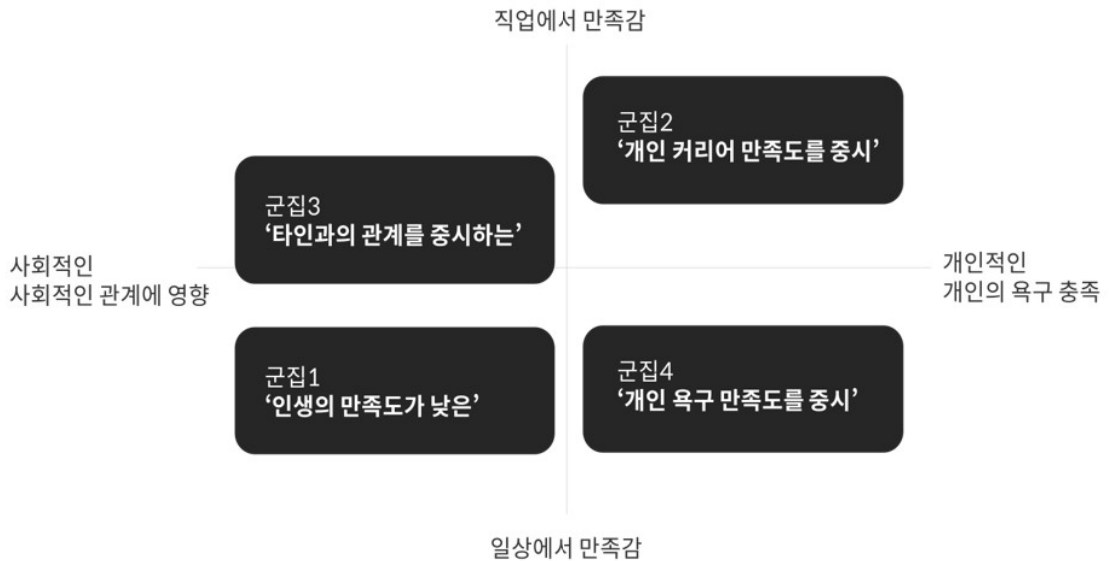 직업에서 만족감
군집2
‘개인 커리어 만족도를 중시’
군집3
‘타인과의 관계를 중시하는’
사회적인
사회적인 관계에 영향
개인적인
개인의 욕구 충족
군집1
‘인생의 만족도가 낮은’
군집4
‘개인 욕구 만족도를 중시’
일상에서 만족감